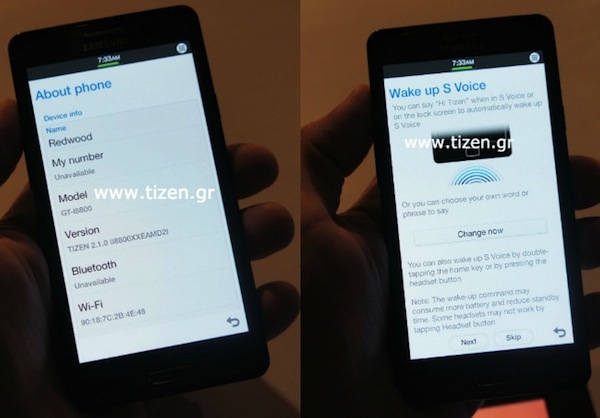 SAMSUNG
7:33AM
About phone
Device info
Name
Redwood
My number
Unavailable
Model
GT-I8800
www.tizen.gr
Version
TIZEN 2.1.0 (I8800XXEAMD2)
Bluetooth
Unavailable
Wi-Fi
90:18:7C:2B:4E:48
7:33AM
Wake up S Voice
You can say "Hi Tizen" when in S Voice or
on the lock screen to automatically wake up
S Voice
www.tizen.gr
Or you can choose your own word or
phrase to say
Change now
You can also wake up S Voice by double-
tapping the home key or by pressing the
headset button
Note: The wake-up command may
consume more battery and reduce standby
time. Some headsets may not work by
tapping Headset button
Next Skip